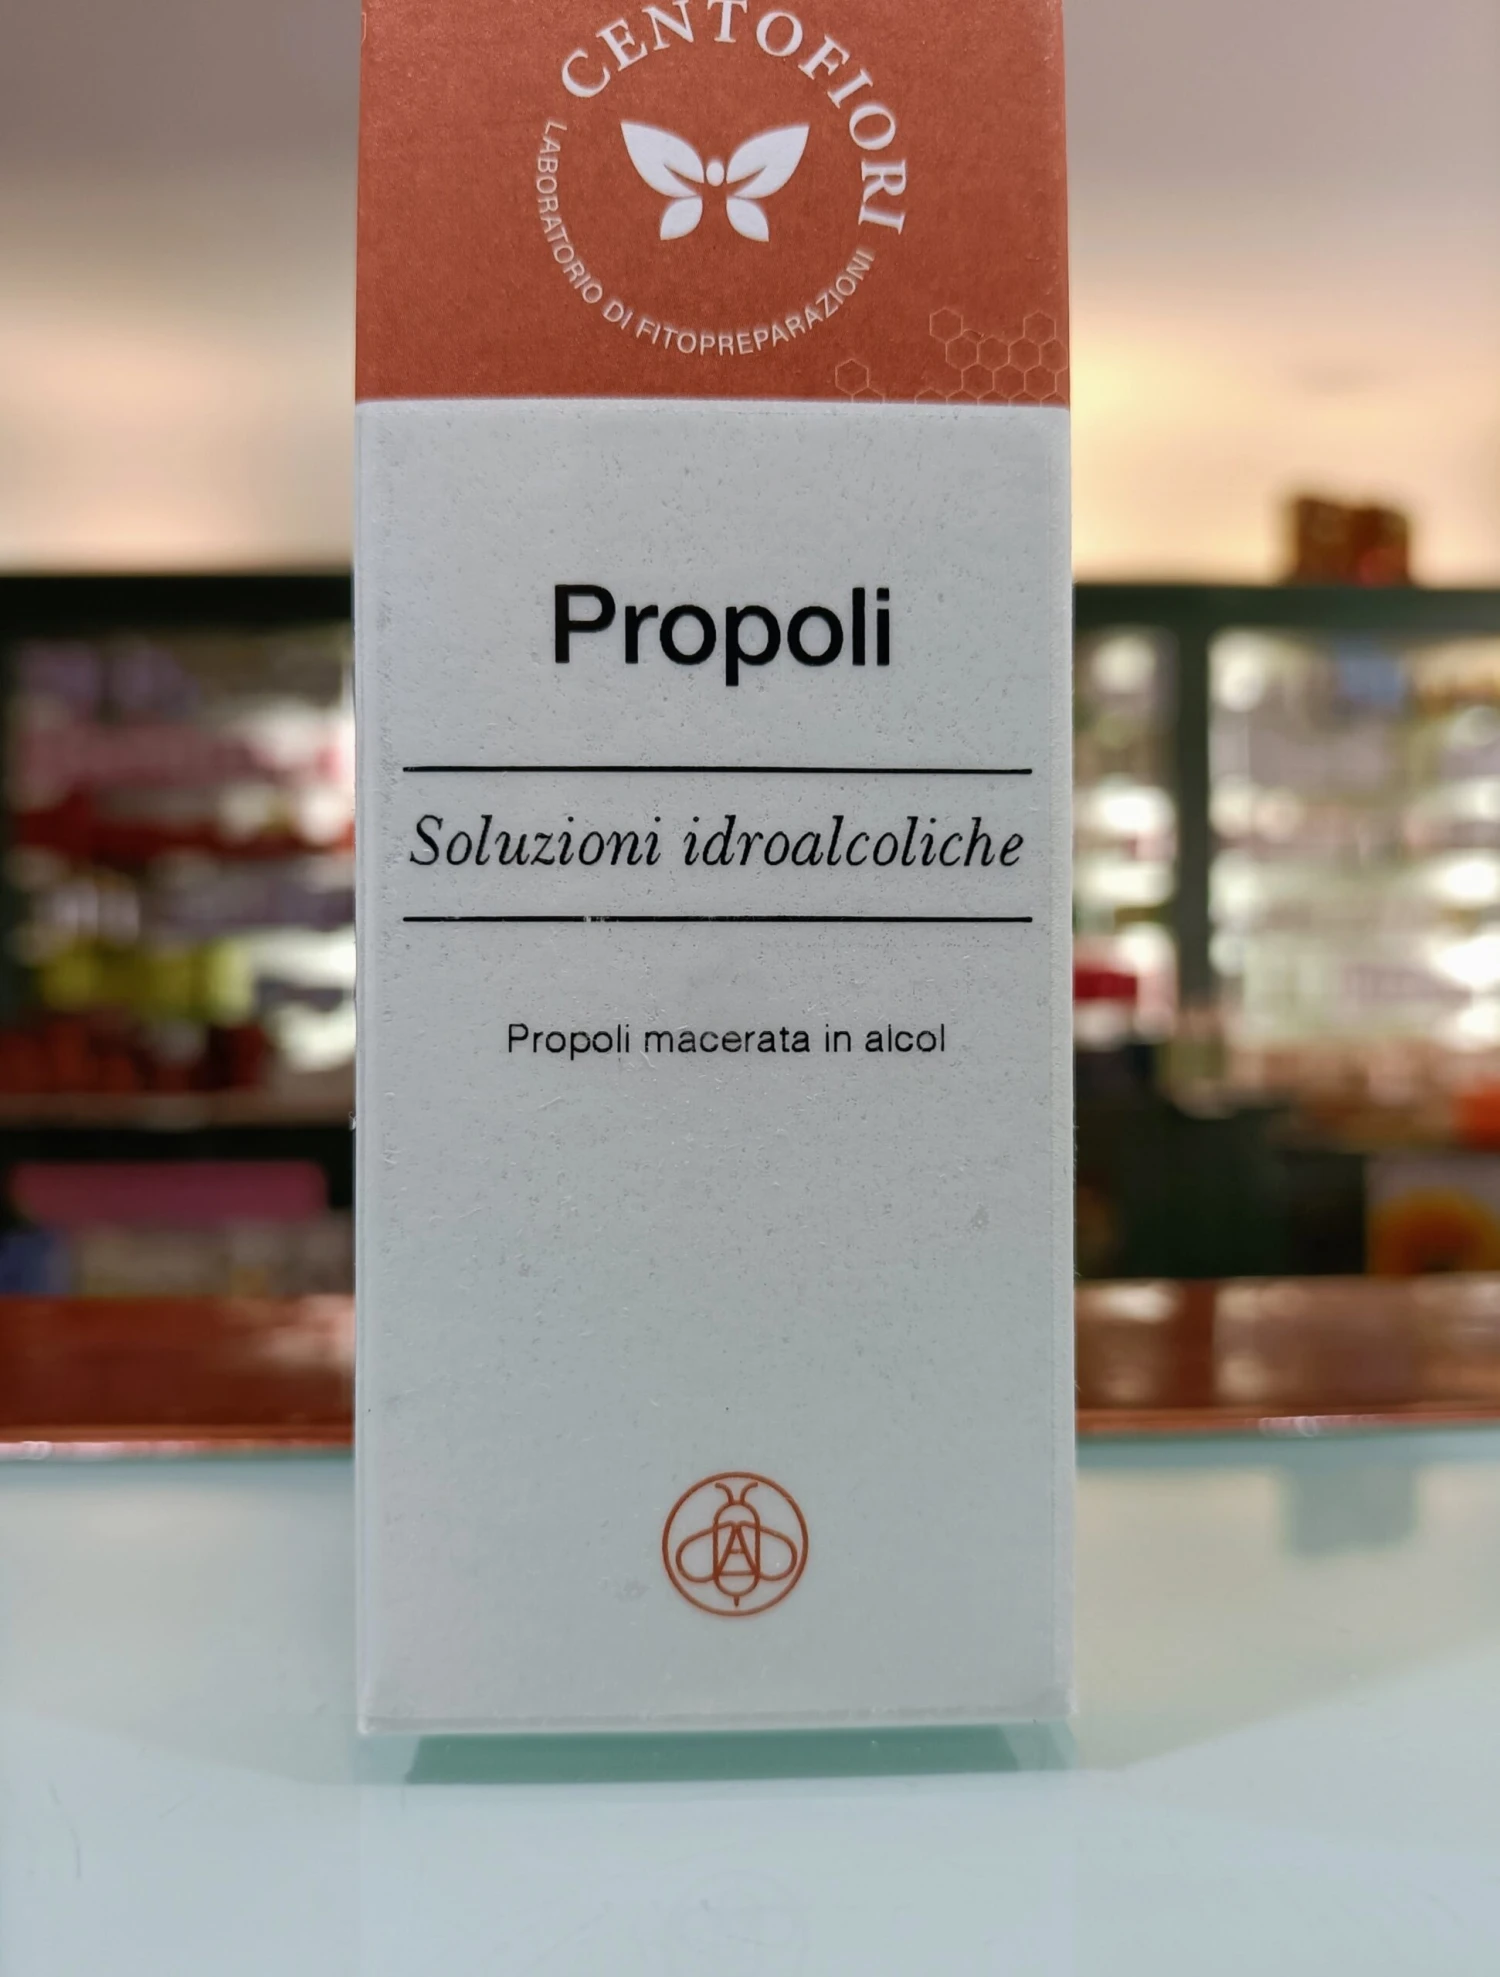 CENTOFIORI
LABORATORIO DI FITOPREPARAZIONI
Propoli
Soluzioni idroalcoliche
Propoli macerata in alcol
A